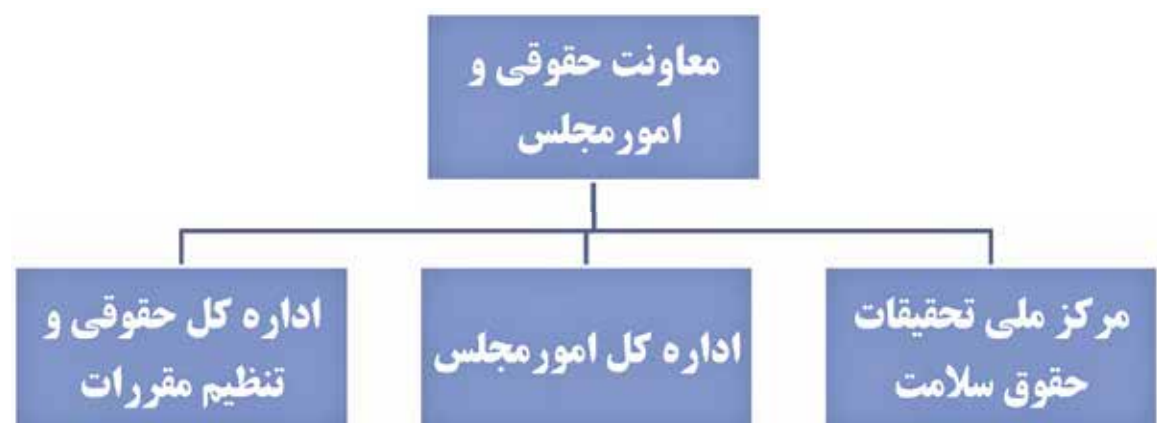 معاونت حقوقی و
امورمجلس
مرکز ملی تحقیقات
حقوق سلامت
اداره کل امورمجلس
اداره کل حقوقی و
تنظیم مقررات